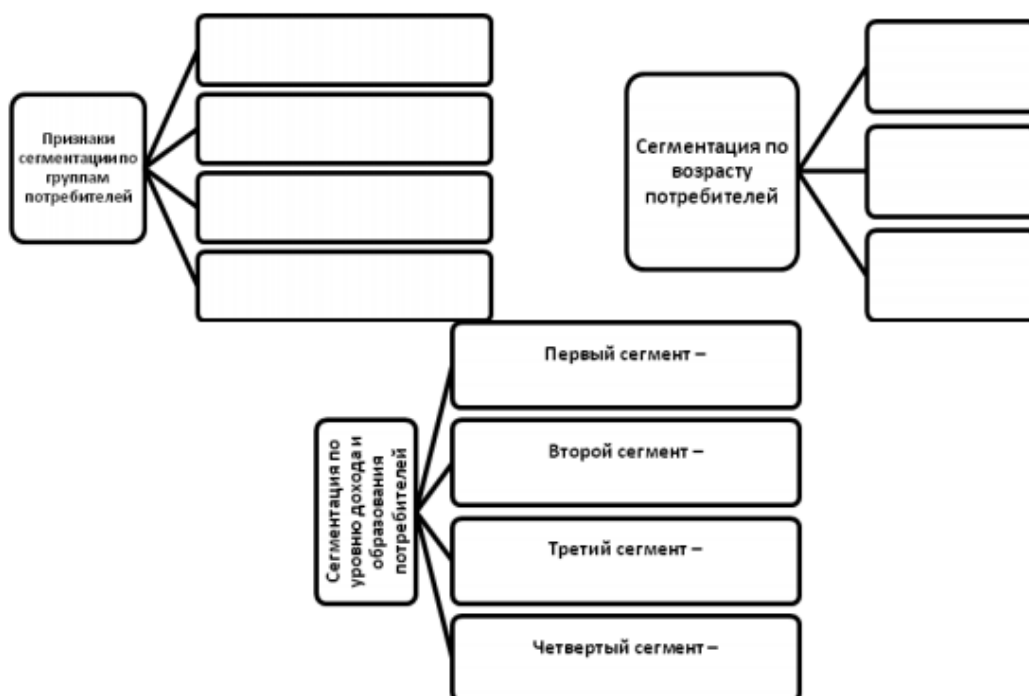 Признаки
сегментации по
группам
потребителей
Сегментация по
возрасту
потребителей
Сегментация по
уровню дохода и
образования
потребителей
Первый сегмент –
Второй сегмент –
Третий сегмент –
Четвертый сегмент –